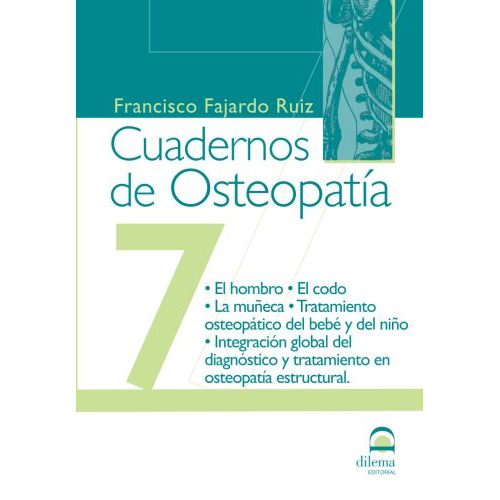 Francisco Fajardo Ruiz
Cuadernos
de Osteopatía
7
• El hombro • El codo
• La muñeca • Tratamiento
osteopático del bebé y del niño
• Integración global del
diagnóstico y tratamiento en
osteopatía estructural.
dilema
EDITORIAL